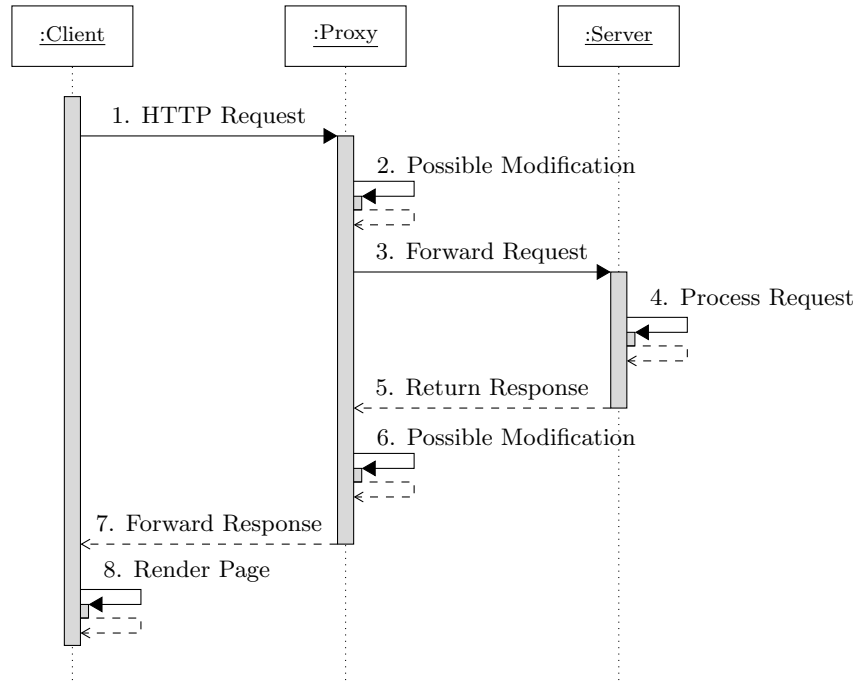 :Client
:Proxy
:Server
1. HTTP Request
2. Possible Modification
3. Forward Request
4. Process Request
5. Return Response
6. Possible Modification
7. Forward Response
8. Render Page